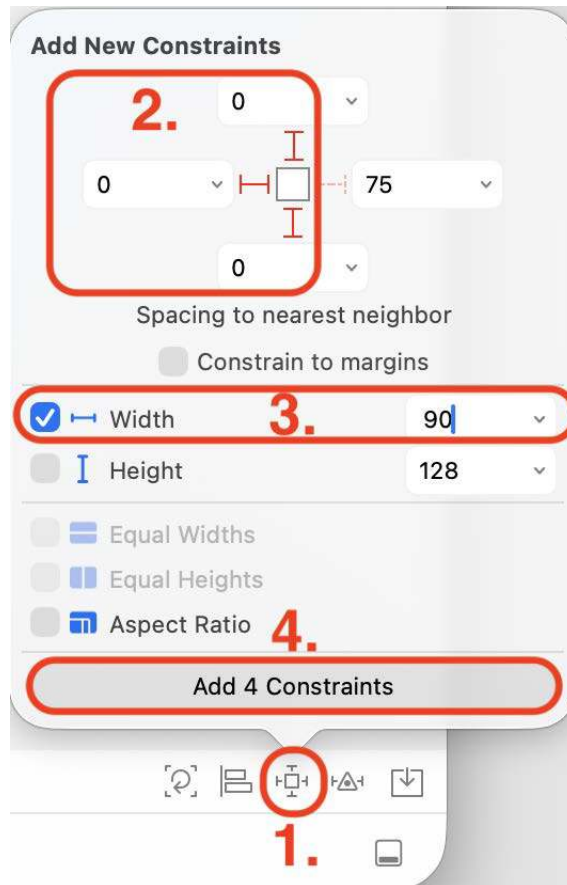 Add New Constraints
2.
0
0
75
0
Spacing to nearest neighbor
Constrain to margins
Width 3. 90
Height 128
Equal Widths
Equal Heights
Aspect Ratio 4.
Add 4 Constraints
1.